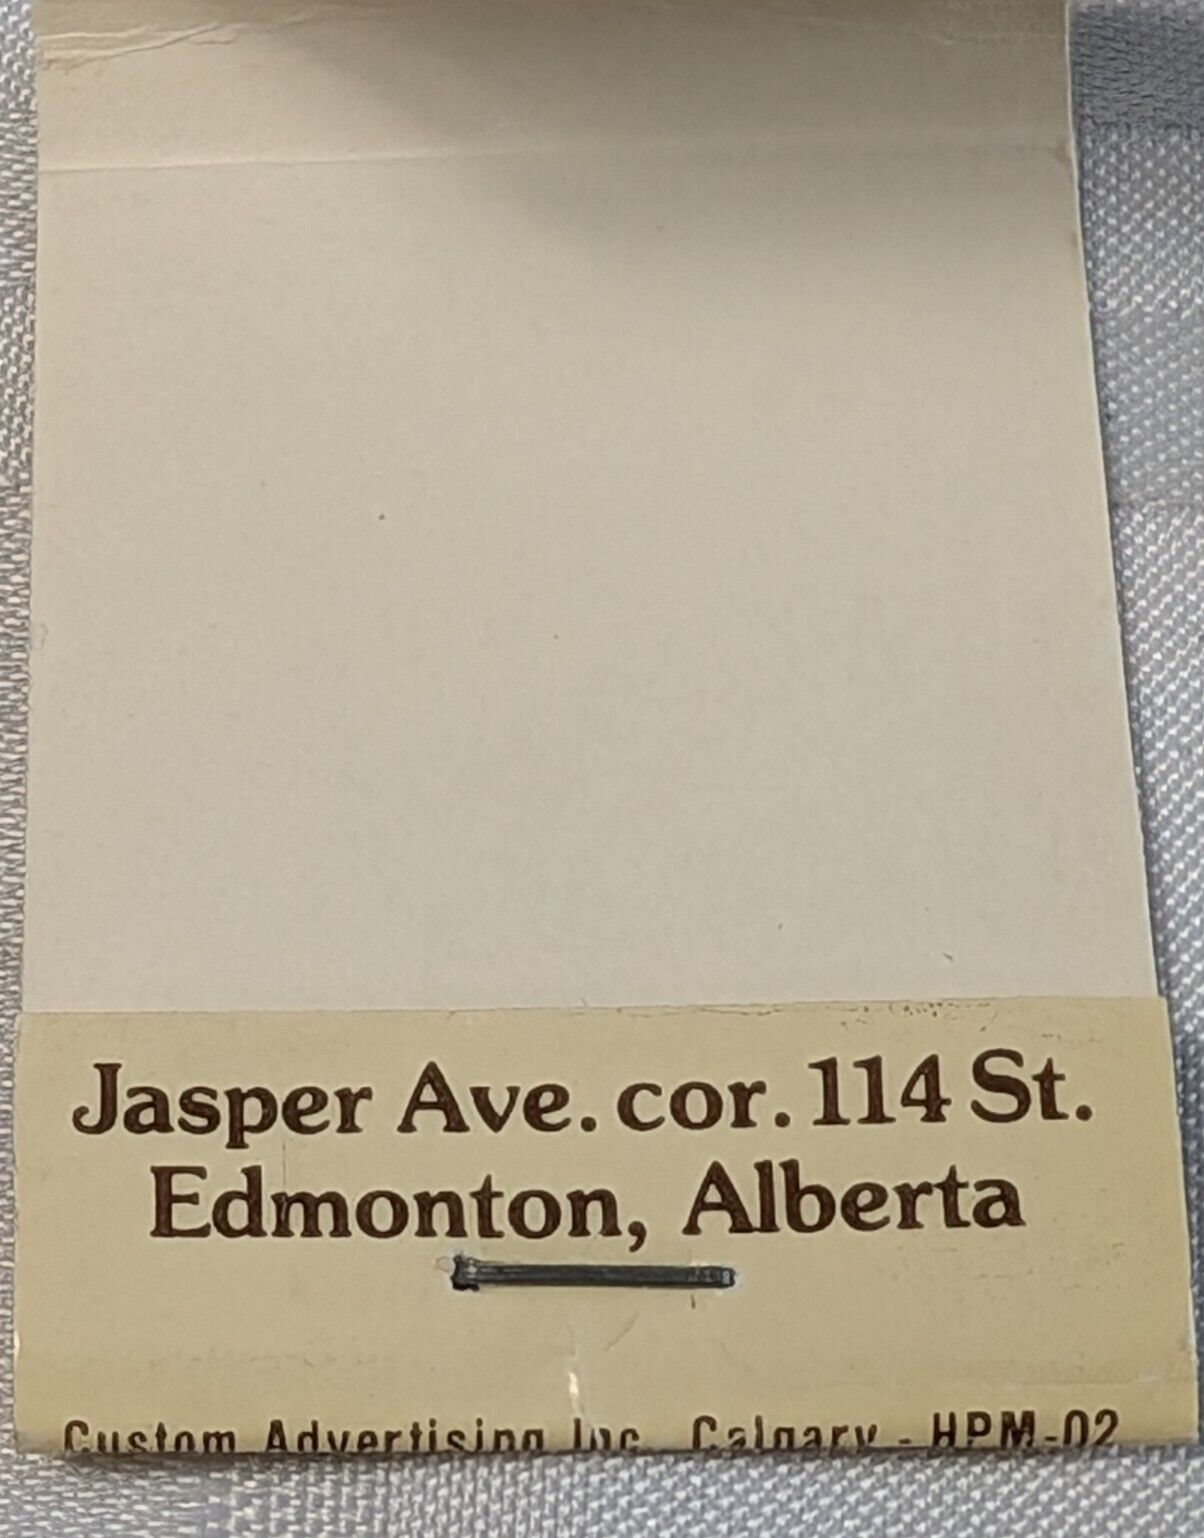 Jasper Ave. cor. 114 St.
Edmonton, Alberta
Custom Advertising Inc. Calgary - HPM-02